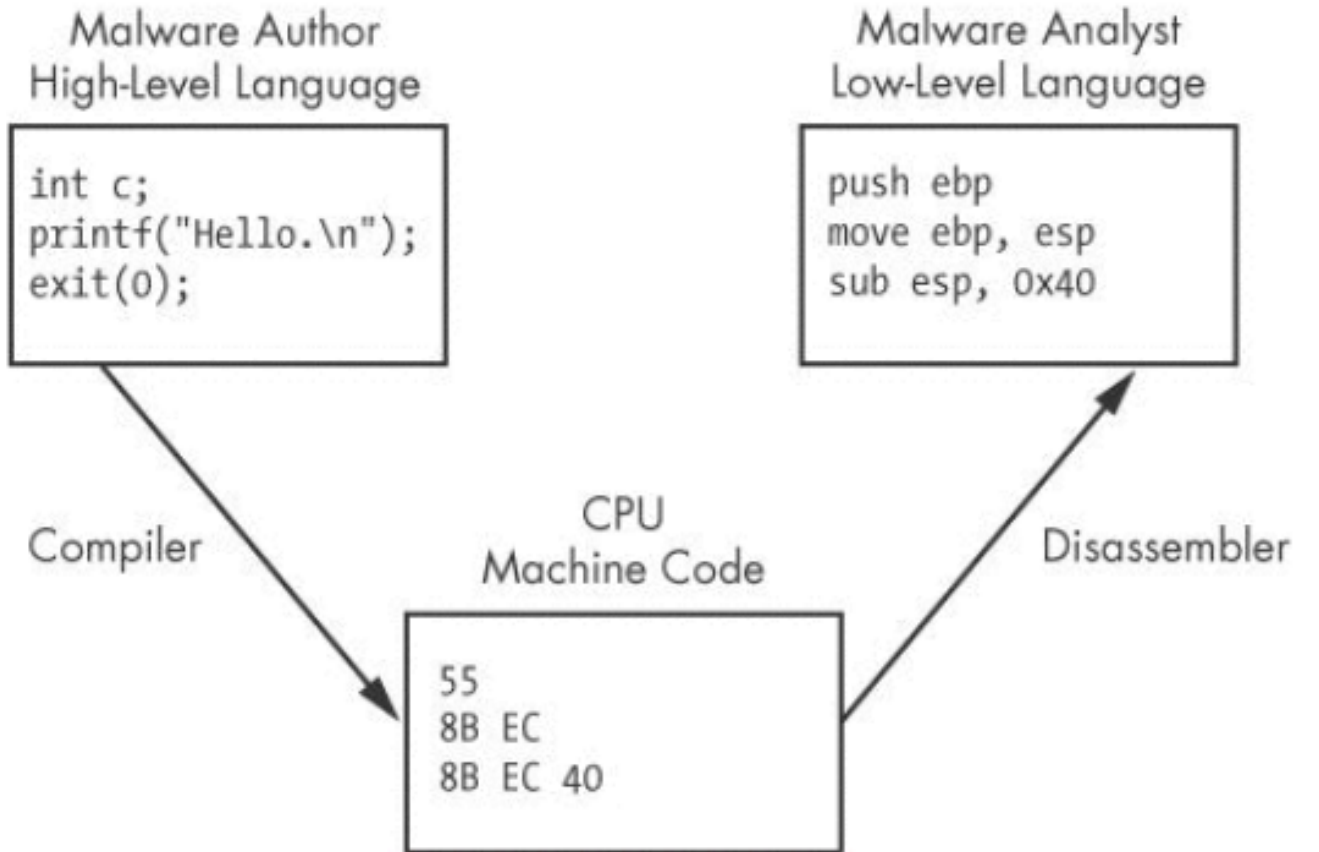 Malware Author
High-Level Language
int c;
printf("Hello.\n");
exit(0);
Malware Analyst
Low-Level Language
push ebp
move ebp, esp
sub esp, 0x40
Compiler
CPU
Machine Code
55
8B EC
8B EC 40
Disassembler